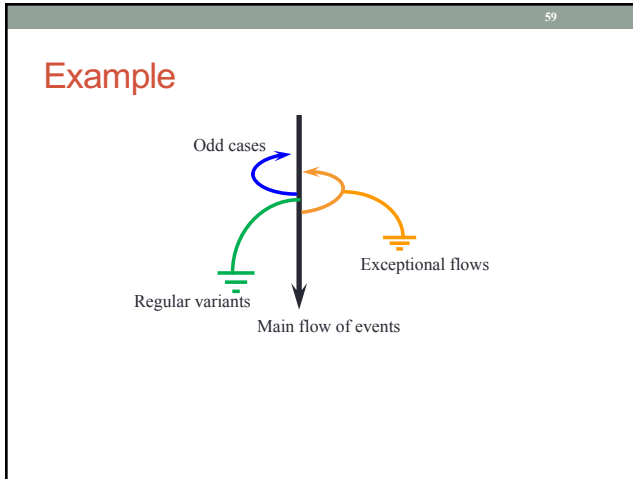 59
Example
Odd cases
Exceptional flows
Regular variants
Main flow of events